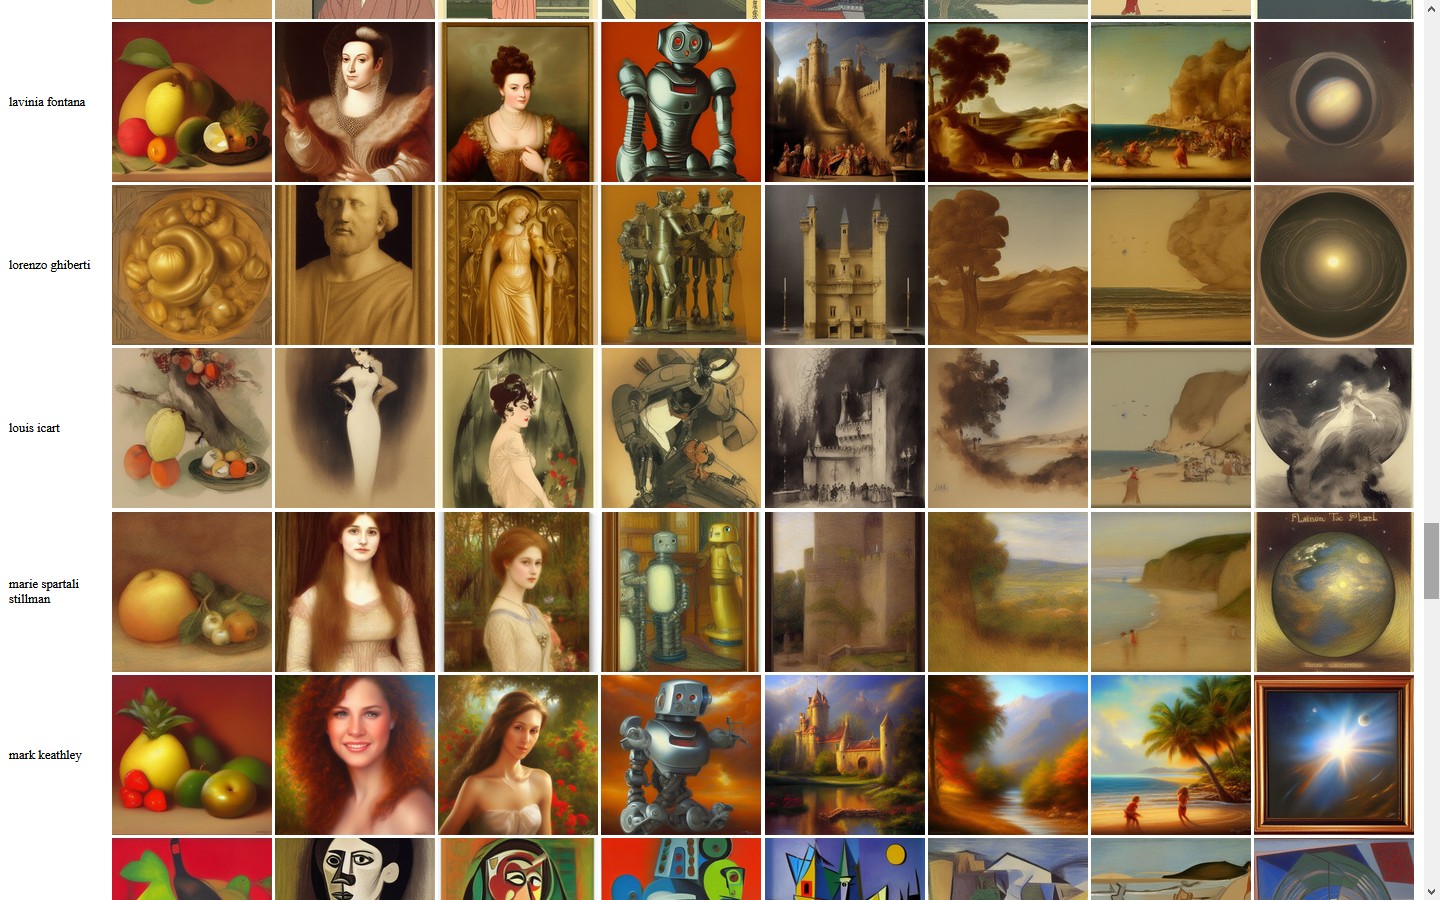 lavinia fontana
lorenzo ghiberti
louis icart
marie spartali
stillman
mark keathley